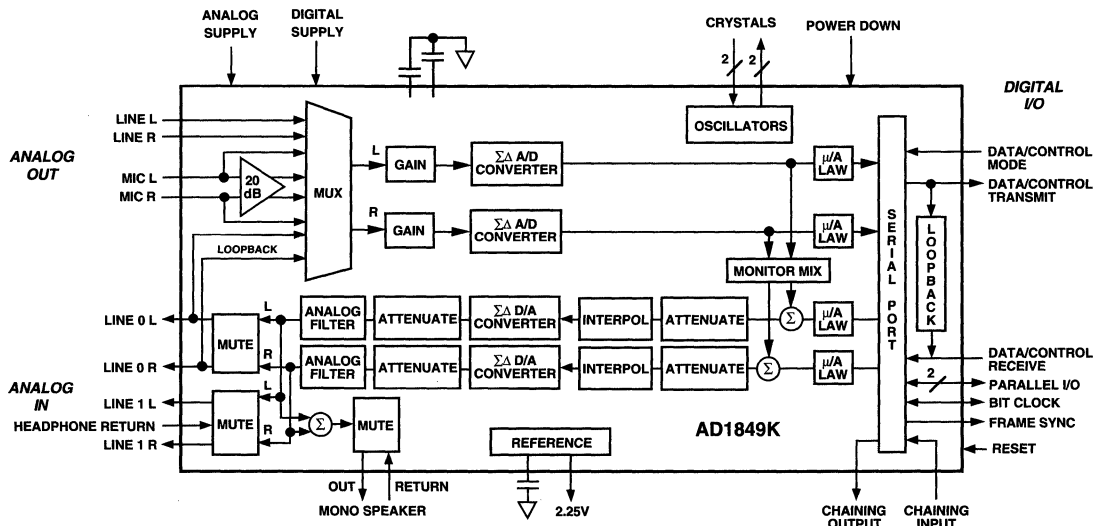 ANALOG SUPPLY
DIGITAL SUPPLY
CRYSTALS
2
2
POWER DOWN
DIGITAL I/O
ANALOG OUT
LINE L
LINE R
MIC L
MIC R
20 dB
MUX
LOOPBACK
L
GAIN
ΣΔ A/D CONVERTER
R
GAIN
ΣΔ A/D CONVERTER
OSCILLATORS
μ/A LAW
μ/A LAW
MONITOR MIX
SERIAL PORT
LOOPBACK
DATA/CONTROL MODE
DATA/CONTROL TRANSMIT
LINE 0 L
LINE 0 R
MUTE
L
R
ANALOG FILTER
ATTENUATE
ΣΔ D/A CONVERTER
INTERPOL
ATTENUATE
Σ
μ/A LAW
ANALOG FILTER
ATTENUATE
ΣΔ D/A CONVERTER
INTERPOL
ATTENUATE
Σ
μ/A LAW
DATA/CONTROL RECEIVE
2
PARALLEL I/O
BIT CLOCK
FRAME SYNC
RESET
ANALOG IN
LINE 1 L
HEADPHONE RETURN
LINE 1 R
MUTE
L
R
Σ
MUTE
REFERENCE
AD1849K
OUT
RETURN
MONO SPEAKER
2.25V
CHAINING OUTPUT
CHAINING INPUT